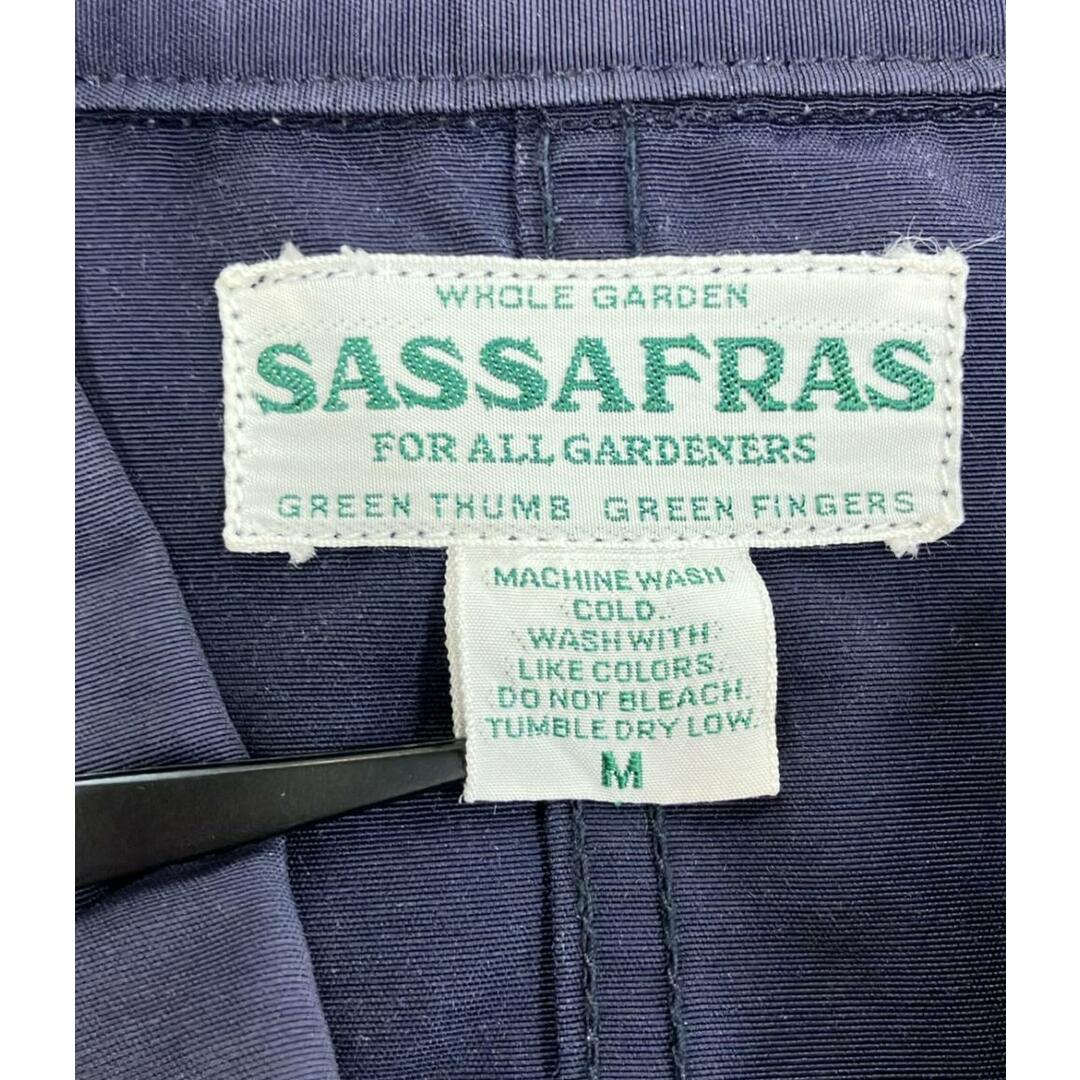 WHOLE GARDEN
SASSAFRAS
FOR ALL GARDENERS
GREEN THUMB GREEN FINGERS
MACHINE WASH
COLD.
WASH WITH
LIKE COLORS.
DO NOT BLEACH.
TUMBLE DRY LOW.
M